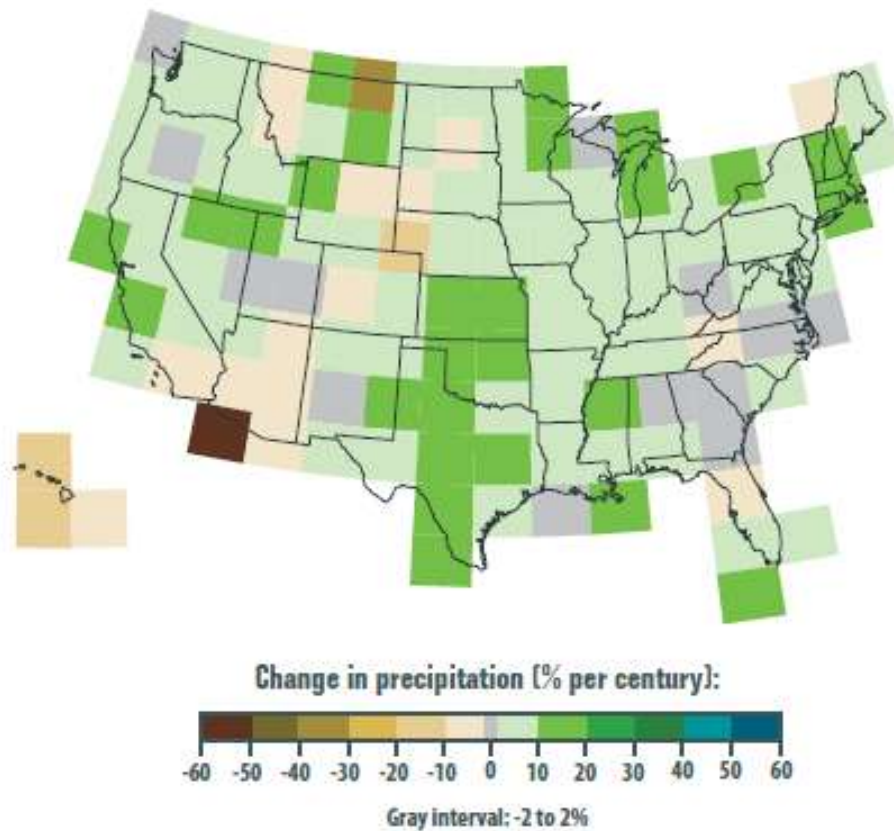 Change in precipitation (% per century):
-60 -50 -40 -30 -20 -10 0 10 20 30 40 50 60
Gray interval: -2 to 2%